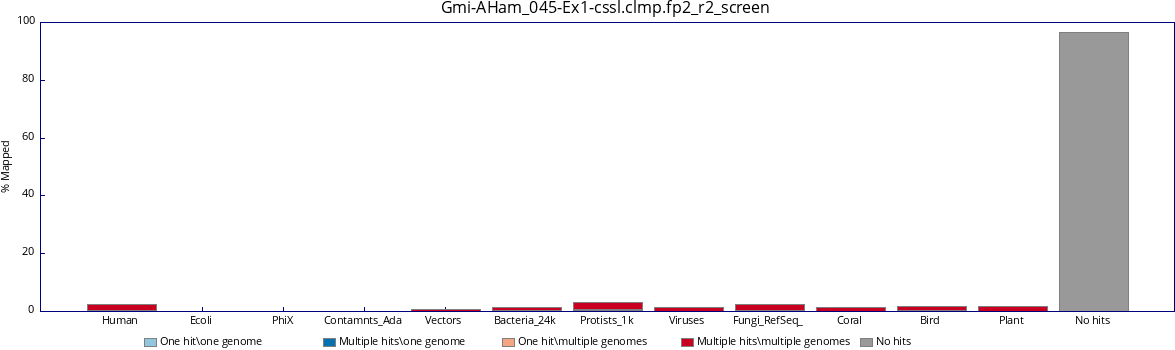 Gmi-AHam_045-Ex1-cssl.clmp.fp2_r2_screen
100
80
60
40
20
0
% Mapped
Human Ecoli PhiX Contamnts_Ada Vectors Bacteria_24k Protists_1k Viruses Fungi_RefSeq_ Coral Bird Plant No hits
One hit\one genome Multiple hits\one genome One hit\multiple genomes Multiple hits\multiple genomes No hits